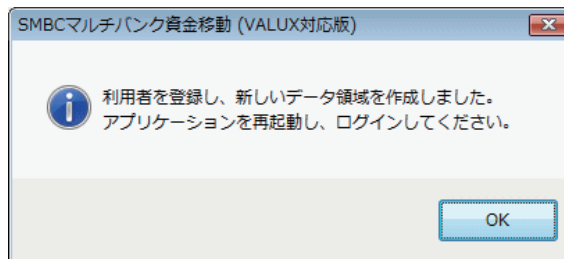 SMBCマルチバンク資金移動 (VALUX対応版)
利用者を登録し、新しいデータ領域を作成しました。
アプリケーションを再起動し、ログインしてください。
OK